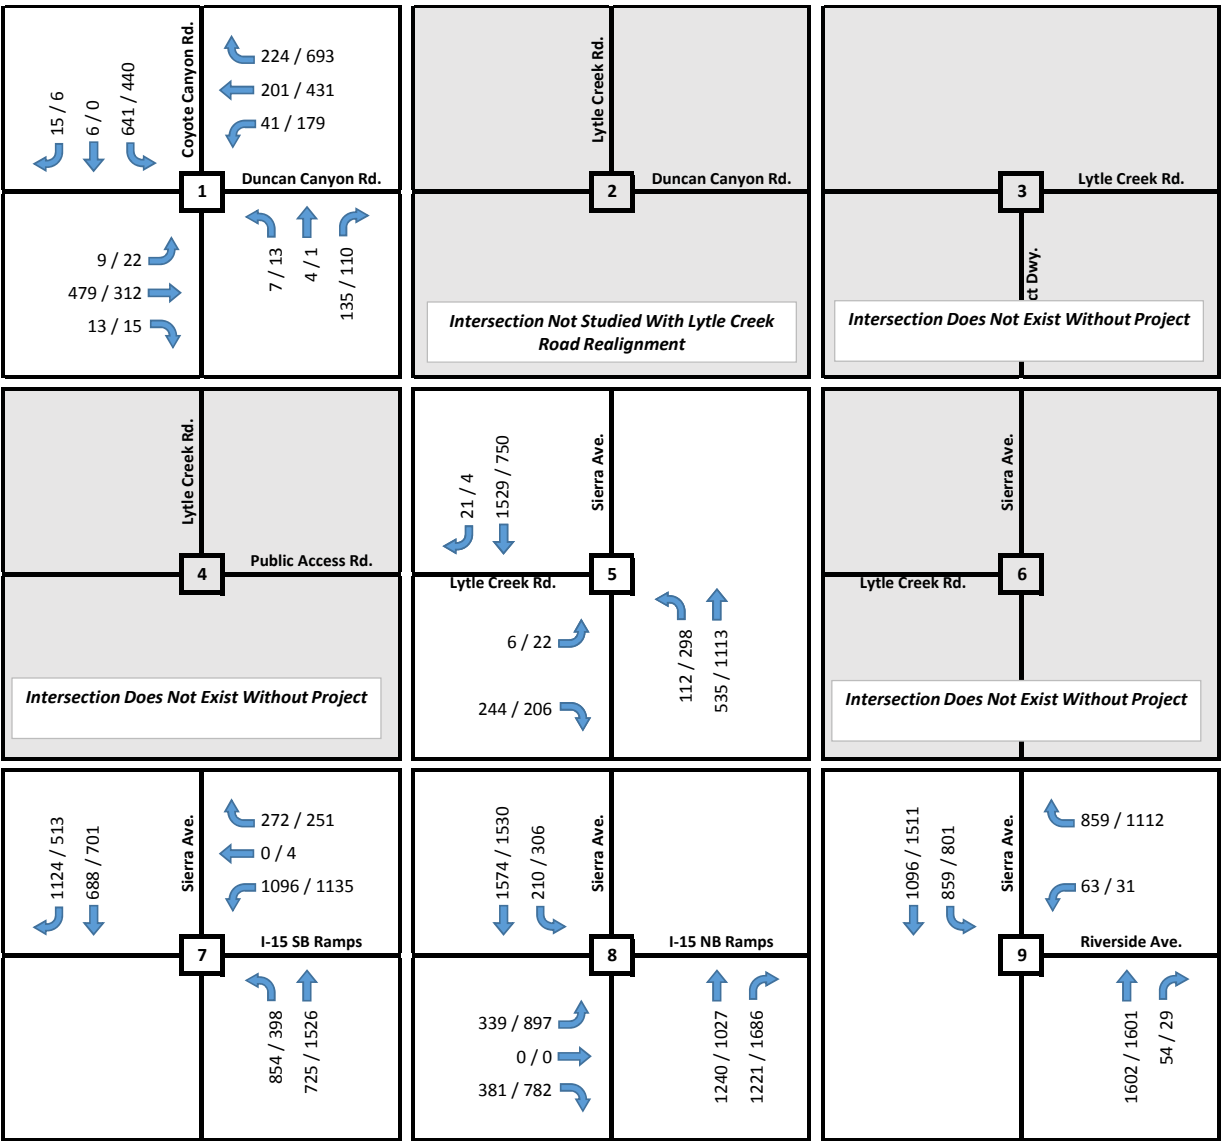 Coyote Canyon Rd.
15 / 6
6 / 0
641 / 440
224 / 693
201 / 431
41 / 179
1
Duncan Canyon Rd.
9 / 22
479 / 312
13 / 15
7 / 13
4 / 1
135 / 110
Lytle Creek Rd.
2
Duncan Canyon Rd.
Intersection Not Studied With Lytle Creek
Road Realignment
3
Lytle Creek Rd.
ct Dwy.
Intersection Does Not Exist Without Project
Lytle Creek Rd.
4
Public Access Rd.
Intersection Does Not Exist Without Project
21 / 4
1529 / 750
Sierra Ave.
Lytle Creek Rd.
5
6 / 22
244 / 206
112 / 298
535 / 1113
Sierra Ave.
Lytle Creek Rd.
6
Intersection Does Not Exist Without Project
1124 / 513
688 / 701
Sierra Ave.
272 / 251
0 / 4
1096 / 1135
7
I-15 SB Ramps
854 / 398
725 / 1526
1574 / 1530
210 / 306
Sierra Ave.
8
I-15 NB Ramps
339 / 897
0 / 0
381 / 782
1240 / 1027
1221 / 1686
1096 / 1511
859 / 801
Sierra Ave.
859 / 1112
63 / 31
9
Riverside Ave.
1602 / 1601
54 / 29